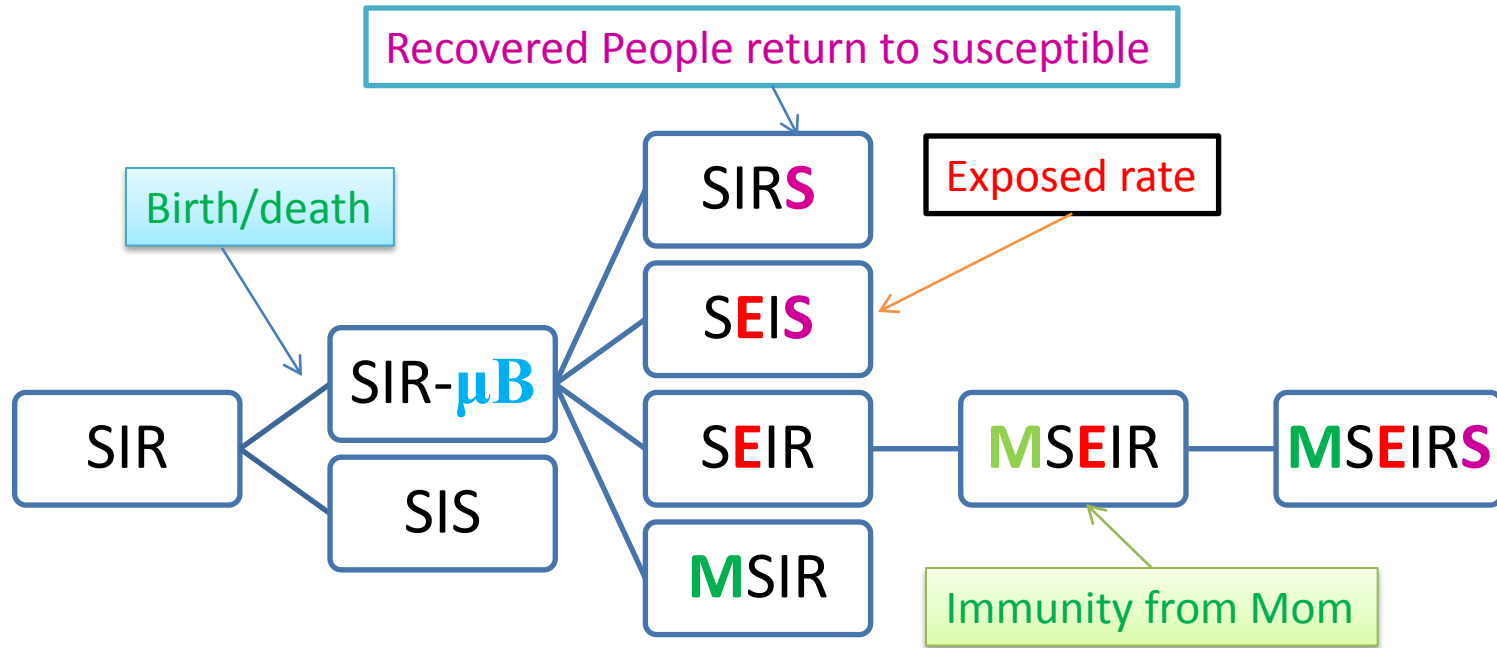 Recovered People return to susceptible
Birth/death
SIRS
Exposed rate
SEIS
SIR-μB
SIR
SEIR
MSEIR
MSEIRS
SIS
MSIR
Immunity from Mom